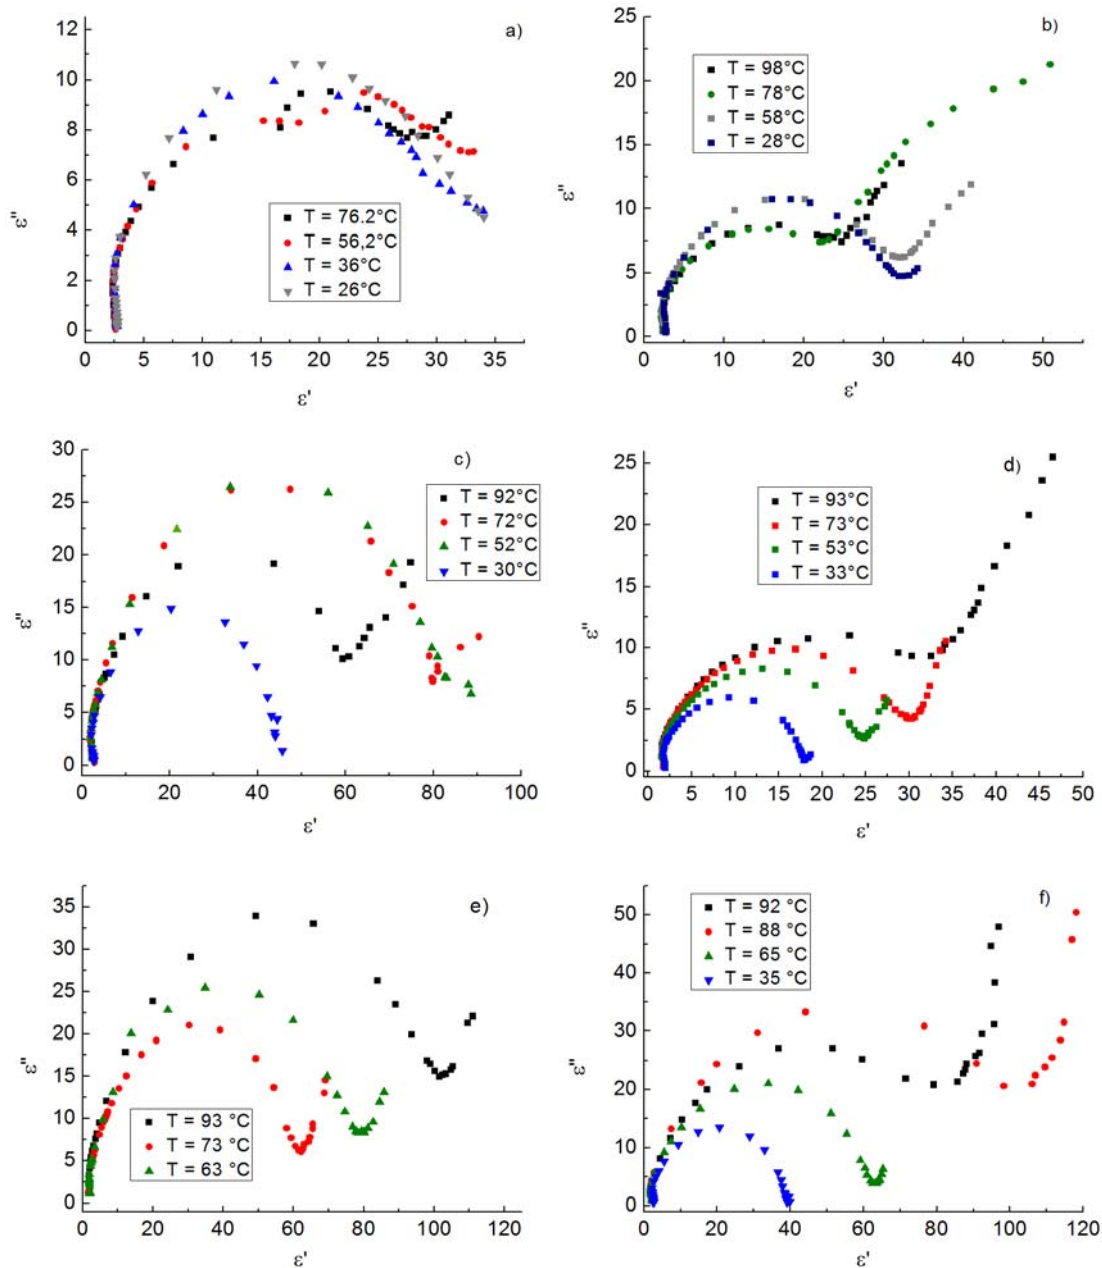 a)
12
10
8
6
4
2
0
ε''
T = 76.2°C
T = 56,2°C
T = 36°C
T = 26°C
0 5 10 15 20 25 30 35
ε'
b)
25
20
15
10
5
0
ε''
T = 98°C
T = 78°C
T = 58°C
T = 28°C
0 10 20 30 40 50
ε'
c)
30
25
20
15
10
5
0
ε''
T = 92°C
T = 72°C
T = 52°C
T = 30°C
0 20 40 60 80 100
ε'
d)
25
20
15
10
5
0
ε''
T = 93°C
T = 73°C
T = 53°C
T = 33°C
0 5 10 15 20 25 30 35 40 45 50
ε'
e)
35
30
25
20
15
10
5
0
ε''
T = 93 °C
T = 73 °C
T = 63 °C
0 20 40 60 80 100 120
ε'
f)
50
40
30
20
10
0
ε''
T = 92 °C
T = 88 °C
T = 65 °C
T = 35 °C
0 20 40 60 80 100 120
ε'